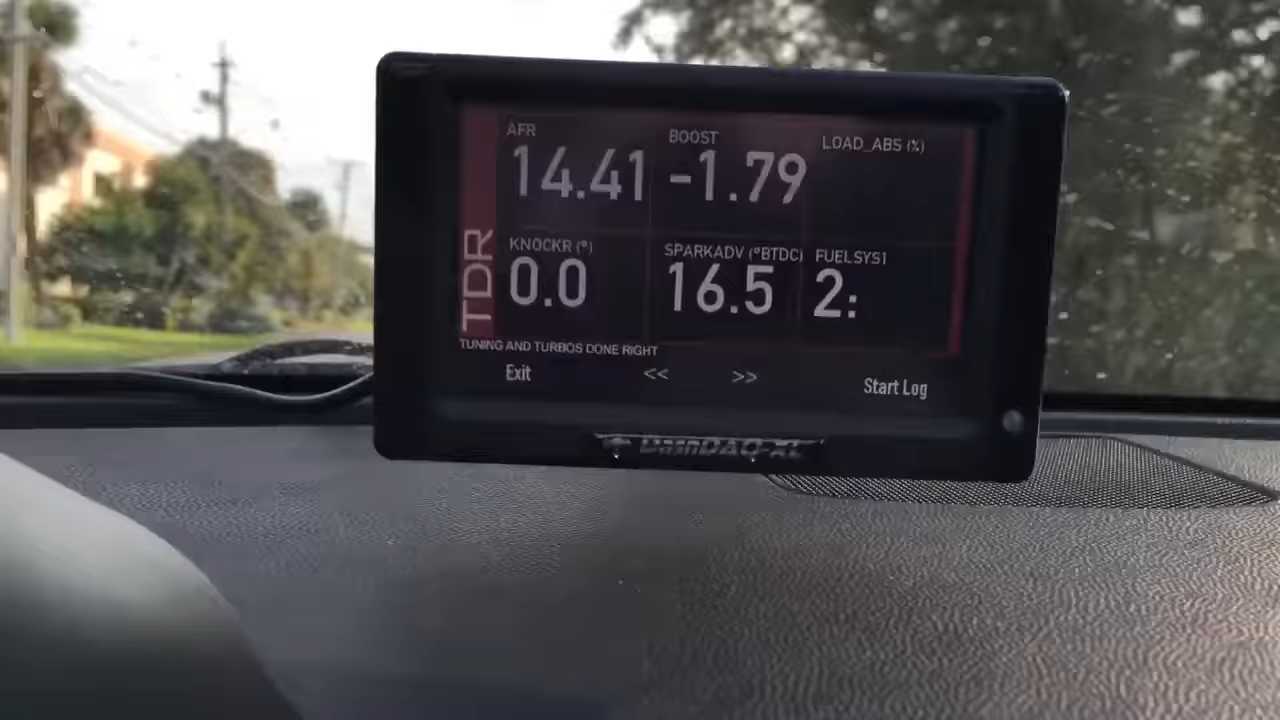 AFR BOOST LOAD_ABS (%)
14.41 -1.79
KNOCKR (°) SPARKADV (°BTDC) FUELSYS1
0.0 16.5 2:
TDR
TUNING AND TURBOS DONE RIGHT
Exit << >> Start Log